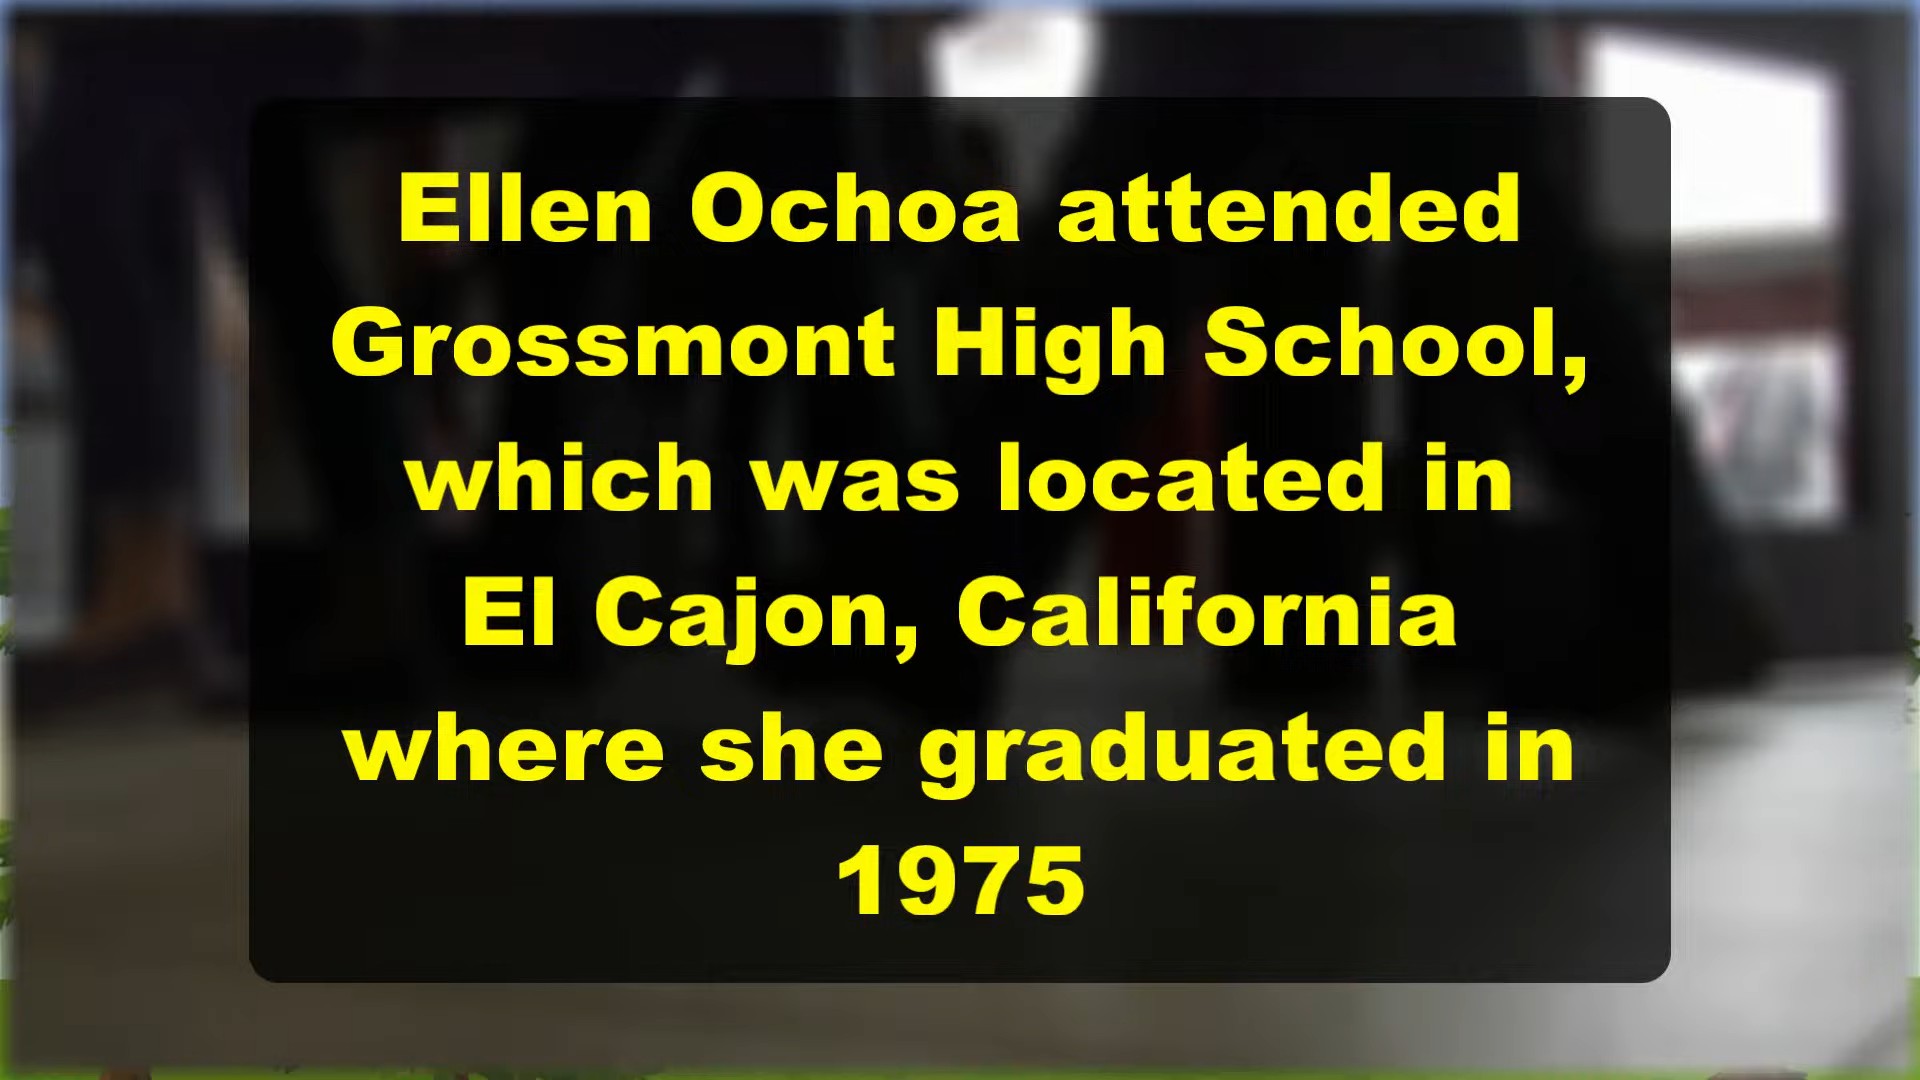 Ellen Ochoa attended
Grossmont High School,
which was located in
El Cajon, California
where she graduated in
1975